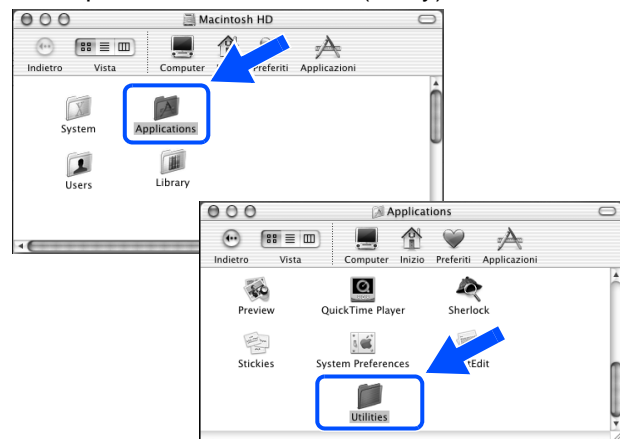 Macintosh HD
Indietro Vista Computer Preferiti Applicazioni
System Applications
Users Library
Applications
Indietro Vista Computer Inizio Preferiti Applicazioni
Preview QuickTime Player Sherlock
Stickies System Preferences
Utilities